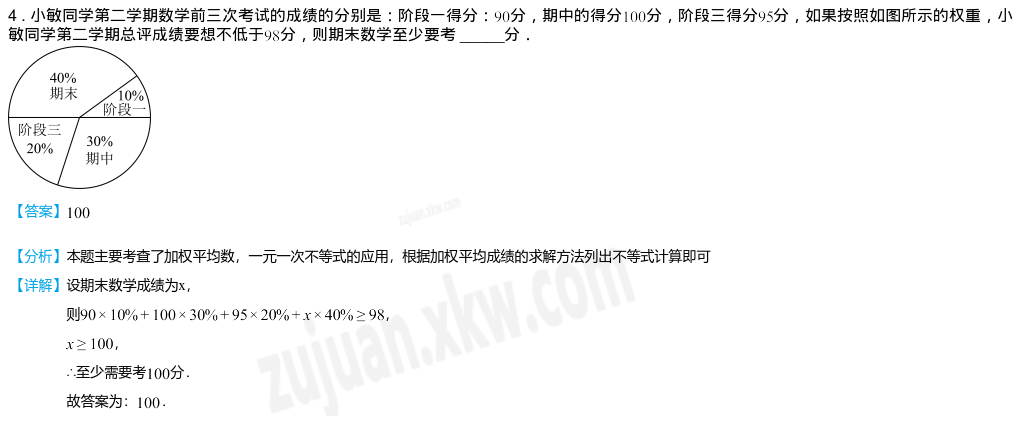 4．小敏同学第二学期数学前三次考试的成绩的分别是：阶段一得分：90分，期中的得分100分，阶段三得分95分，如果按照如图所示的权重，小
敏同学第二学期总评成绩要想不低于98分，则期末数学至少要考 ______分．
40%
期末
10%
阶段一
阶段三
20%
30%
期中
【答案】100
zujuan.xkw.com
【分析】本题主要考查了加权平均数，一元一次不等式的应用，根据加权平均成绩的求解方法列出不等式计算即可
【详解】设期末数学成绩为x，
则90×10%+100×30%+95×20%+x×40%≥98，
x≥100，
∴至少需要考100分．
故答案为：100．
zujuan.xkw.com